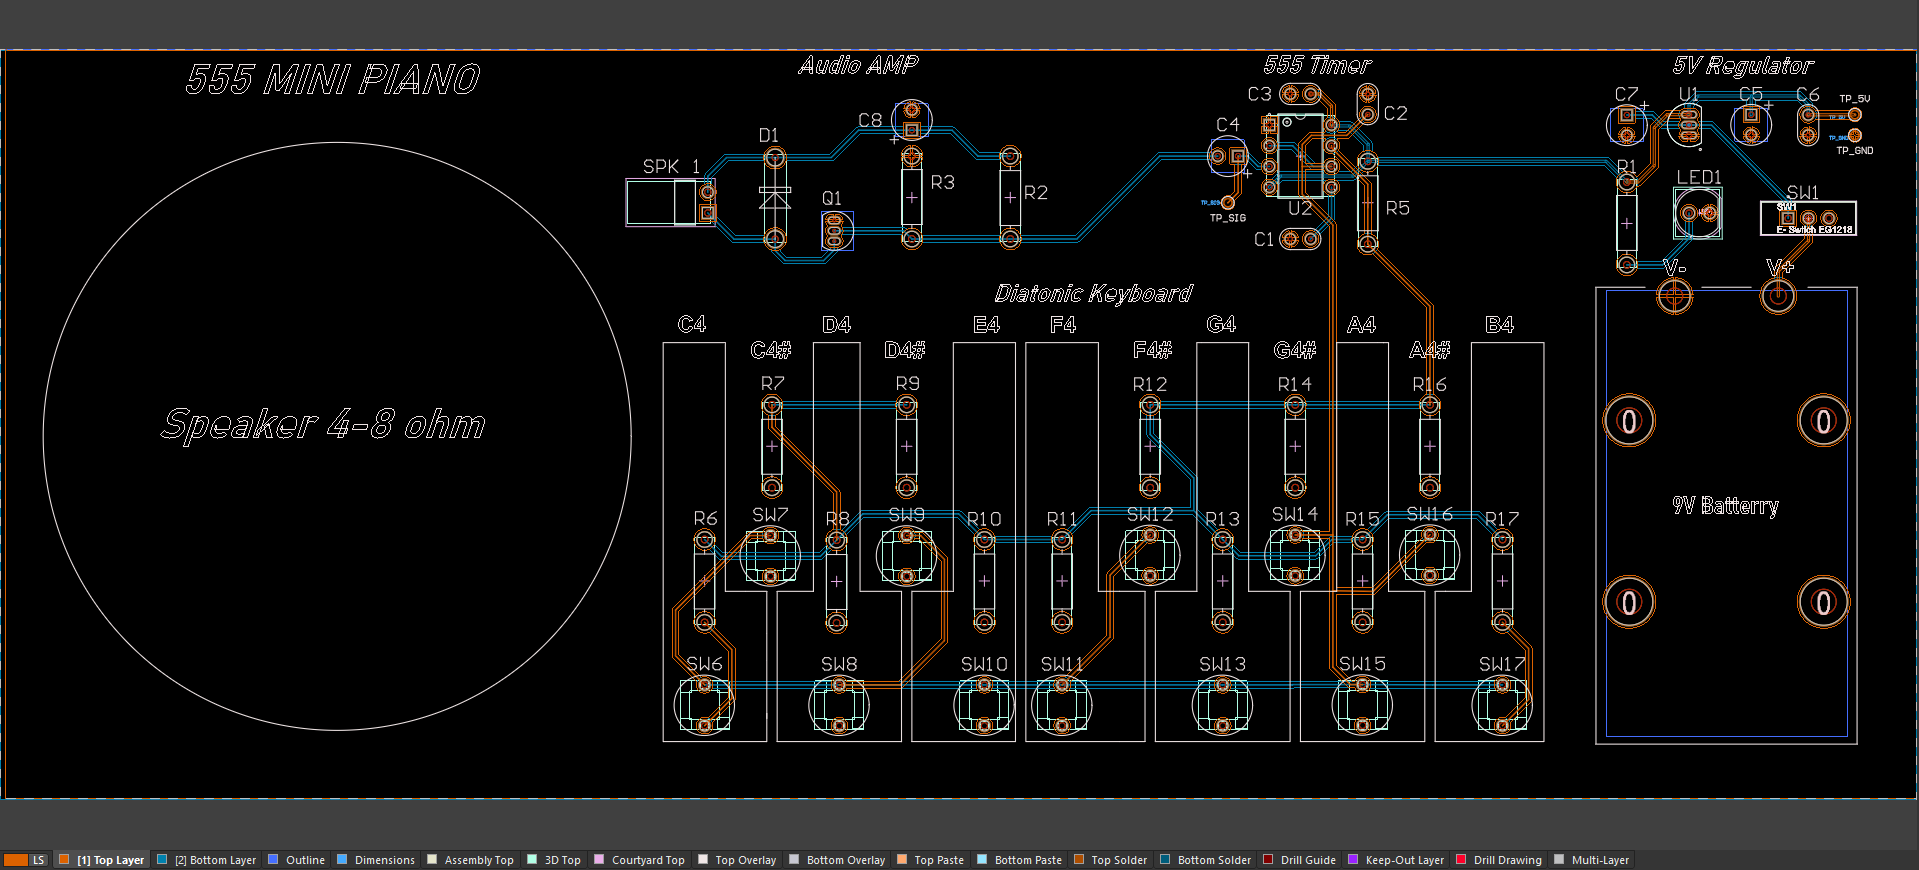 555 MINI PIANO
Audio AMP
555 Timer
5V Regulator
C8
D1
SPK 1
Q1
R3
R2
C3
C2
C4
U2
R5
C1
TP_SIG
C7
U1
C5
C6
TP_5V
TP_GND
R1
LED1
SW1
SW1
E- Switch EG1218
V-
V+
Diatonic Keyboard
C4
D4
E4
F4
G4
A4
B4
C4#
D4#
F4#
G4#
A4#
R7
R9
R12
R14
R16
Speaker 4-8 ohm
0
0
9V Batterry
R6
SW7
R8
SW9
R10
R11
SW12
R13
SW14
R15
SW16
R17
0
0
SW6
SW8
SW10
SW11
SW13
SW15
SW17
LS
[1] Top Layer
[2] Bottom Layer
Outline
Dimensions
Assembly Top
3D Top
Courtyard Top
Top Overlay
Bottom Overlay
Top Paste
Bottom Paste
Top Solder
Bottom Solder
Drill Guide
Keep-Out Layer
Drill Drawing
Multi-Layer